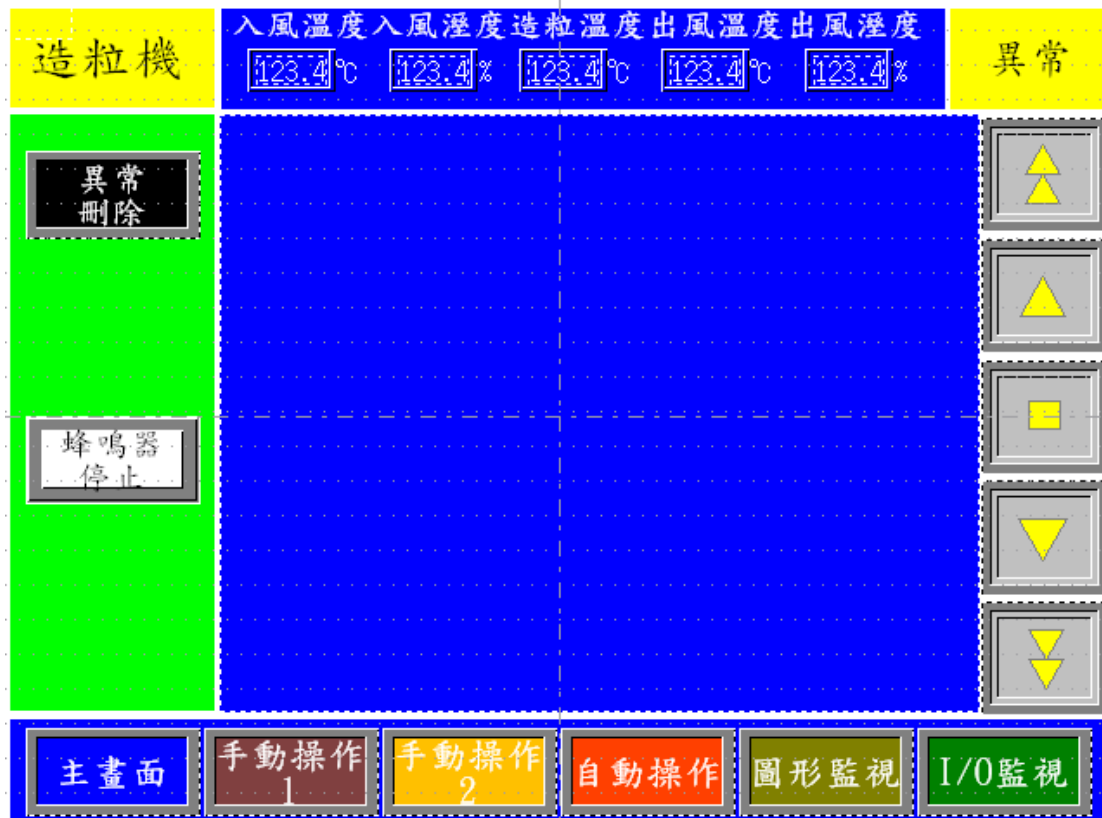 造粒機
入風溫度 入風溼度 造粒溫度 出風溫度 出風溼度
123.4℃ 123.4% 123.4℃ 123.4℃ 123.4%
異常
異常
刪除
蜂鳴器
停止
主畫面
手動操作
1
手動操作
2
自動操作
圖形監視
I/O監視